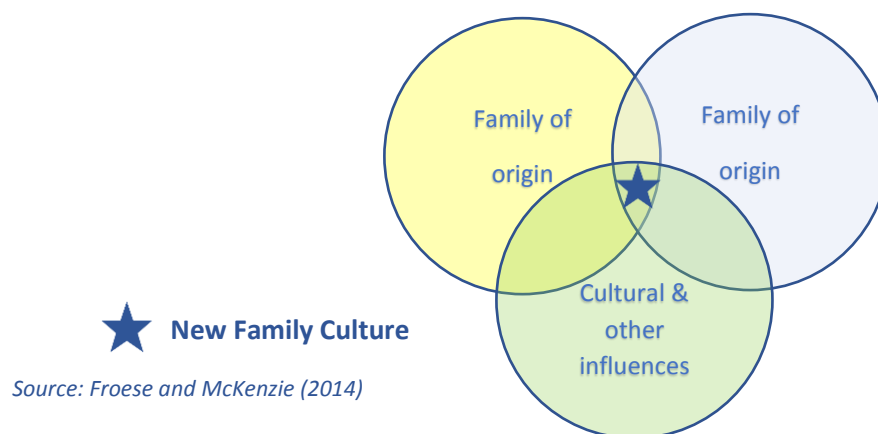 Family of
origin
Family of
origin
Cultural &
other
influences
New Family Culture
Source: Froese and McKenzie (2014)